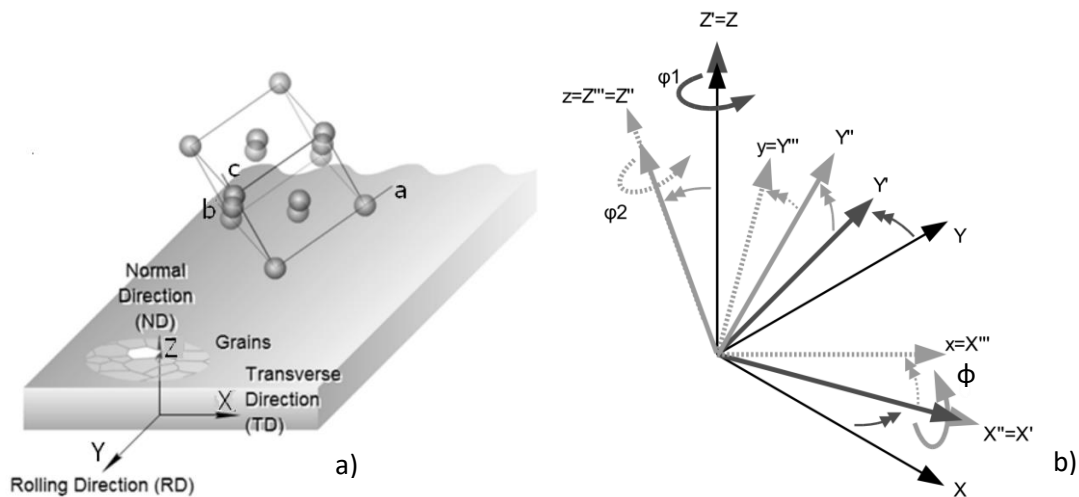 c
a
b
Normal
Direction
(ND)
Z
Grains
X
Transverse
Direction
(TD)
Y
Rolling Direction (RD)
a)
Z'=Z
φ1
z=Z'''=Z''
y=Y'''
Y''
Y'
Y
φ2
x=X'''
ϕ
X''=X'
X
b)